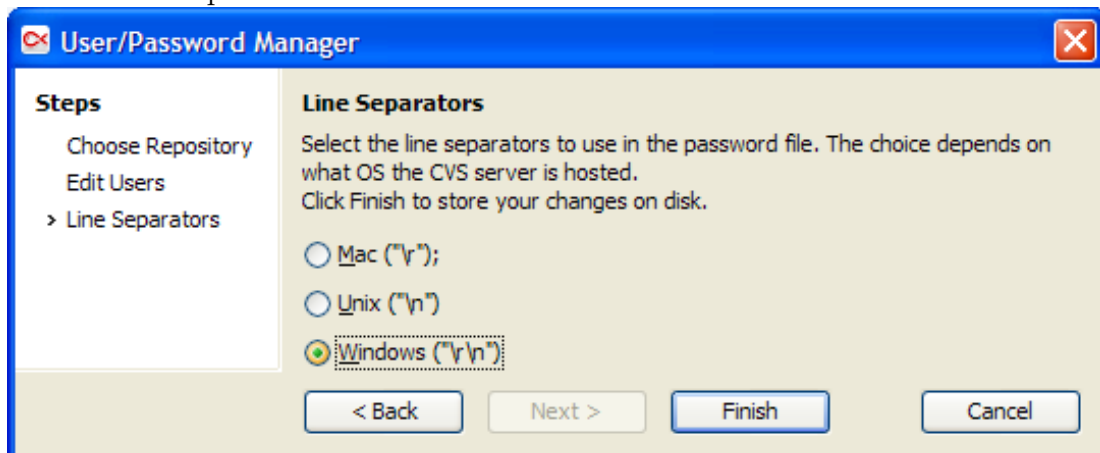 User/Password Manager
Steps
Choose Repository
Edit Users
> Line Separators
Line Separators
Select the line separators to use in the password file. The choice depends on
what OS the CVS server is hosted.
Click Finish to store your changes on disk.
Mac ("\r");
Unix ("\n")
Windows ("\r\n")
< Back
Next >
Finish
Cancel